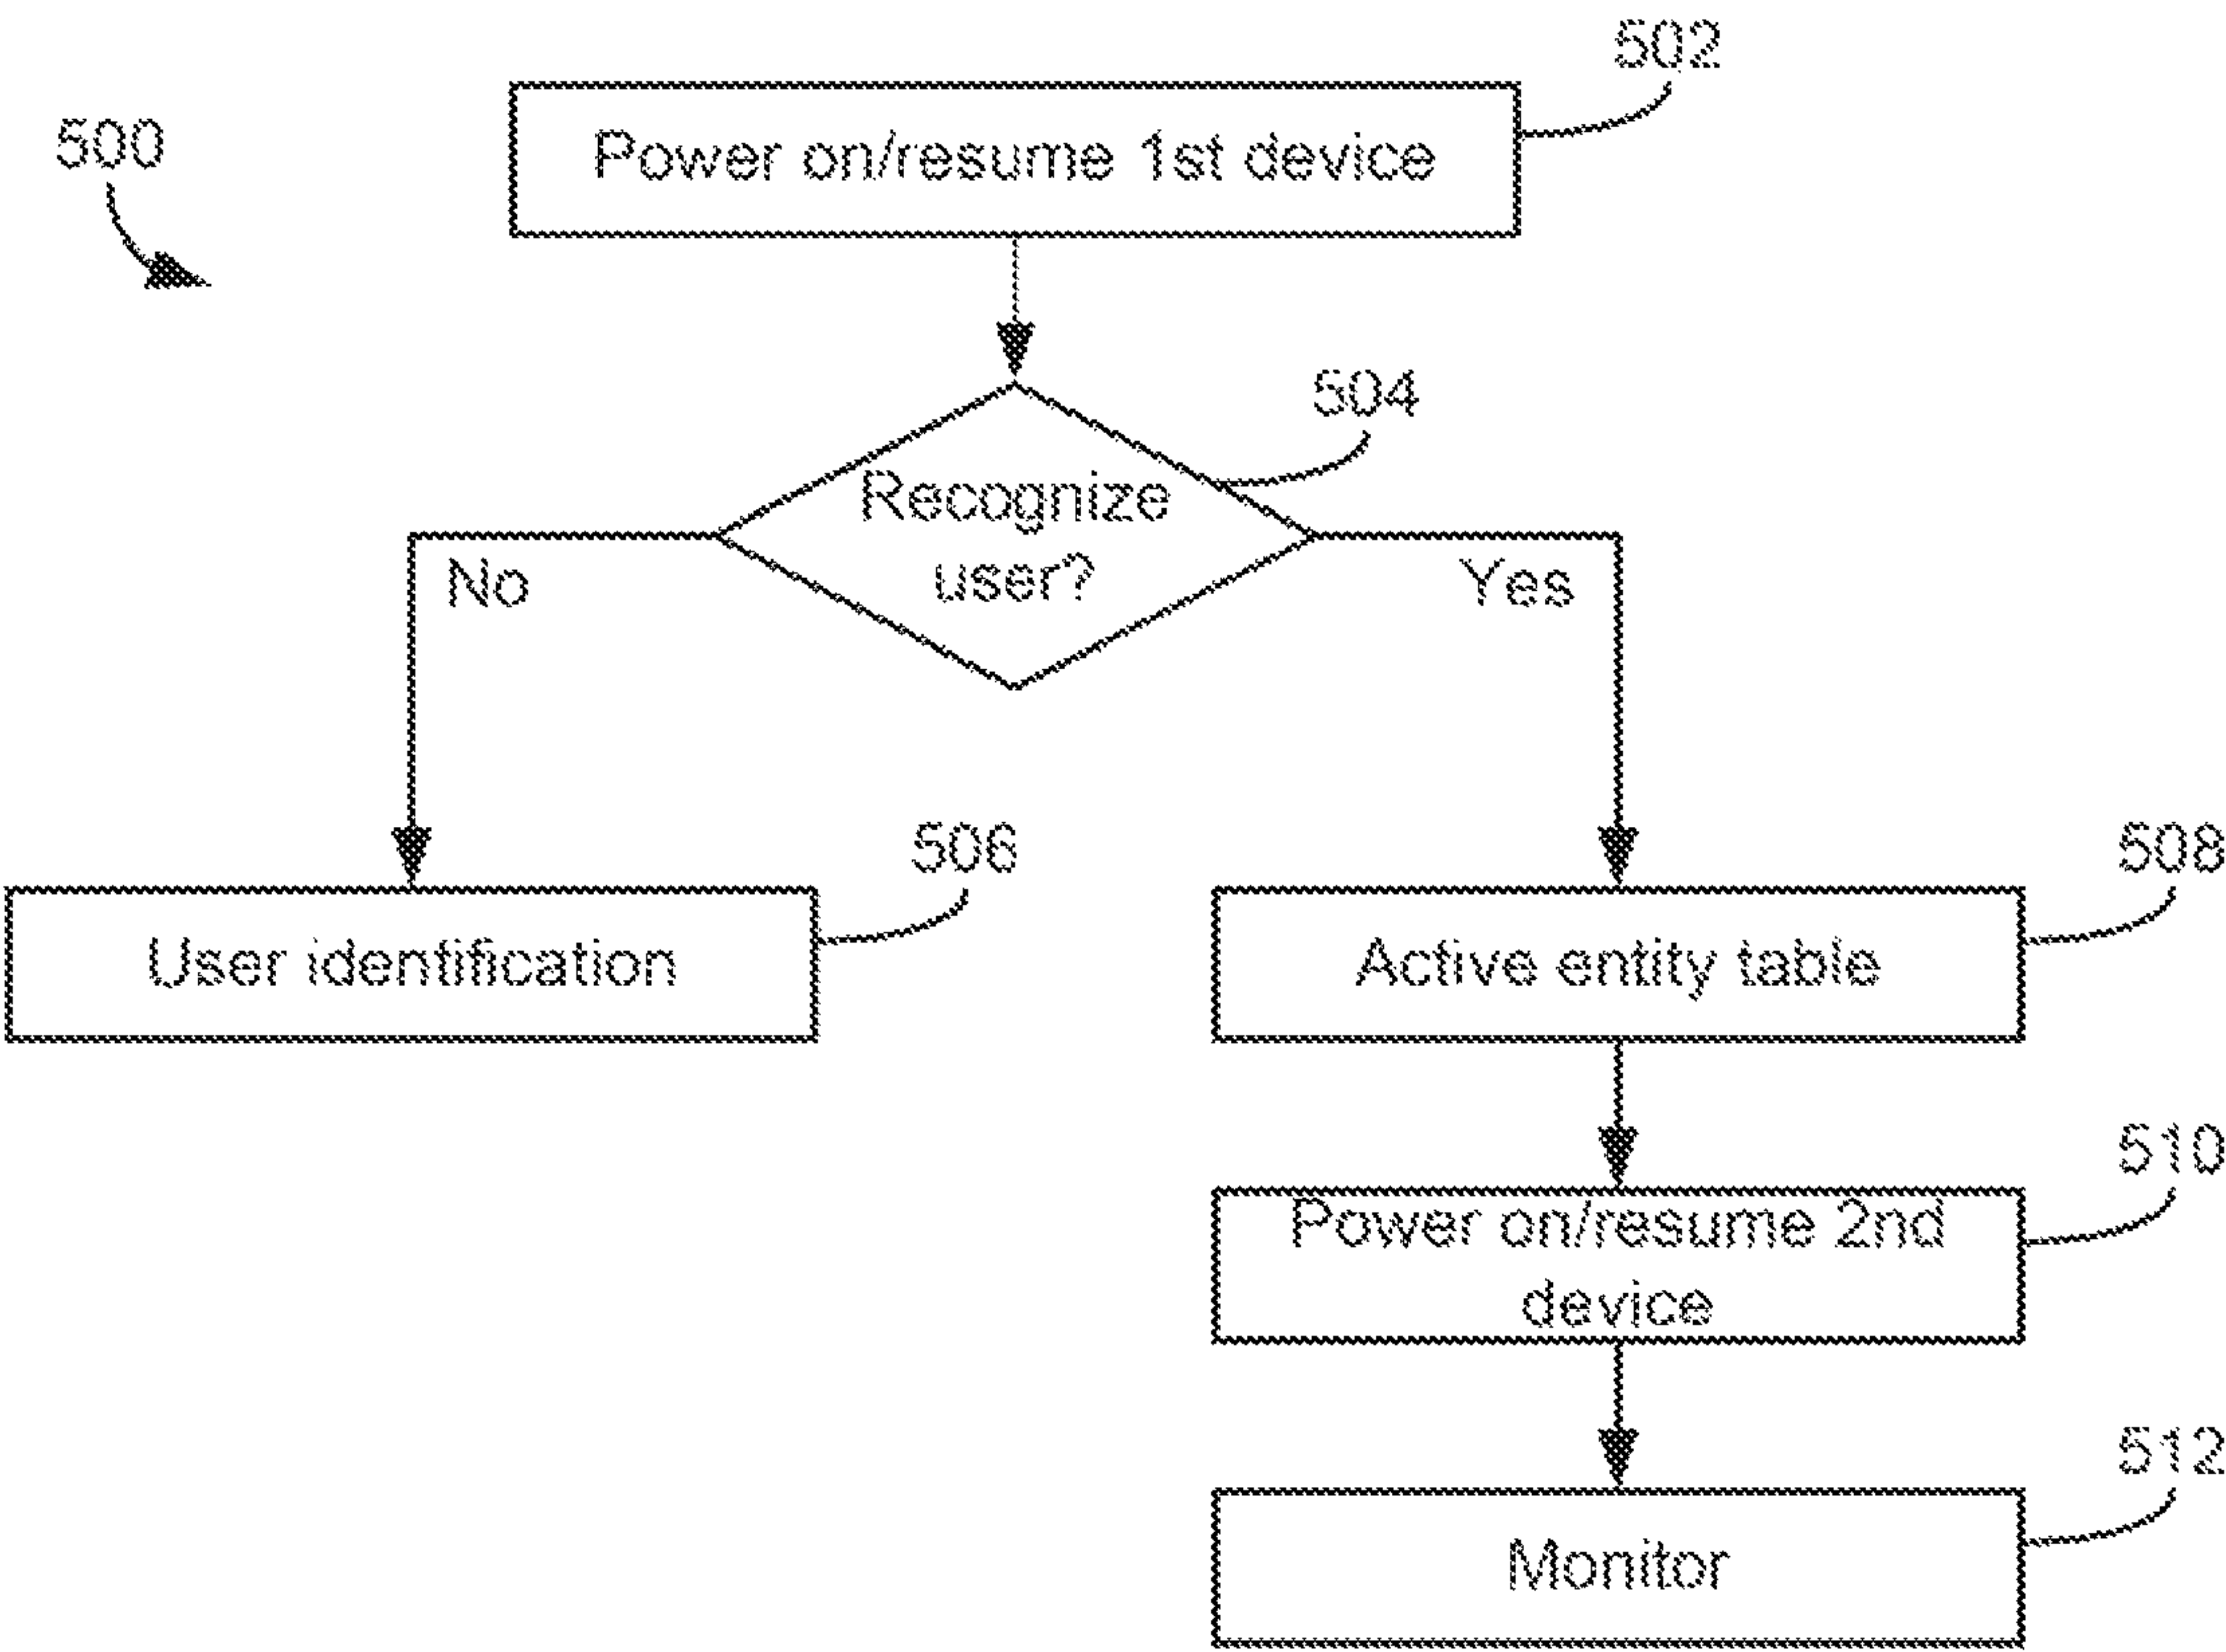 502
500
Power on/resume 1st device
504
Recognize
user?
No
Yes
506
508
User identification
Active entity table
510
Power on/resume 2nd
device
512
Monitor